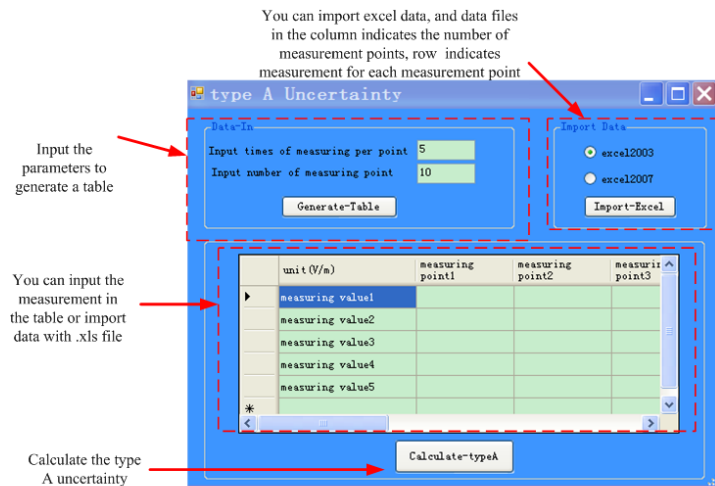 You can import excel data, and data files
in the column indicates the number of
measurement points, row indicates
measurement for each measurement point
type A Uncertainty
Data-In
Import Data
Input the
parameters to
generate a table
Input times of measuring per point 5
Input number of measuring point 10
Generate-Table
excel2003
excel2007
Import-Excel
You can input the
measurement in
the table or import
data with .xls file
unit(V/m)
measuring
point1
measuring
point2
measurin
point3
measuring value1
measuring value2
measuring value3
measuring value4
measuring value5
Calculate-typeA
Calculate the type
A uncertainty